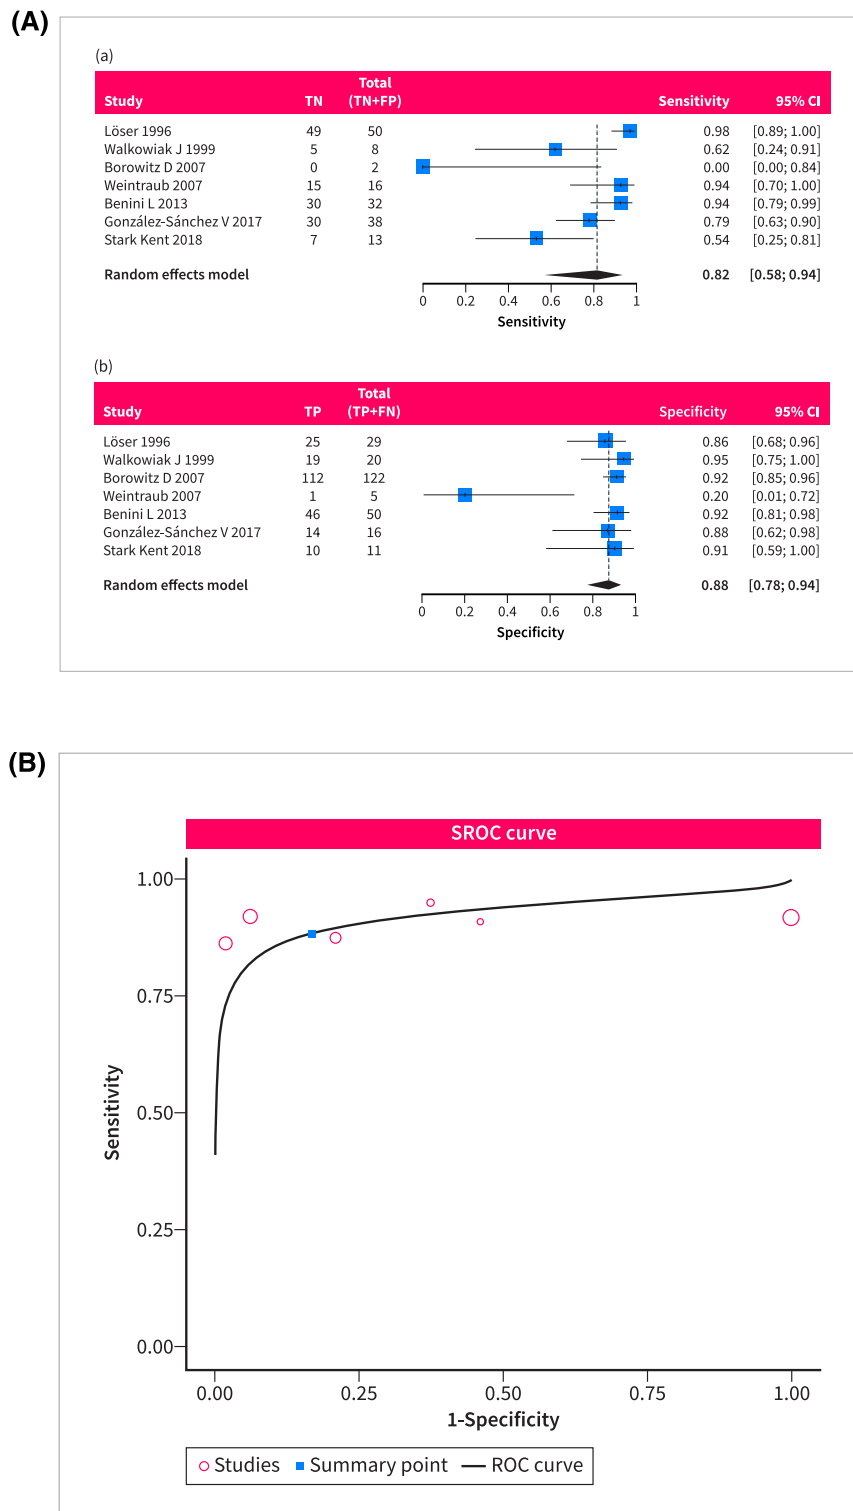 (A)
(a)
Study TN Total (TN+FP) Sensitivity 95% CI
Löser 1996 49 50 0.98 [0.89; 1.00]
Walkowiak J 1999 5 8 0.62 [0.24; 0.91]
Borowitz D 2007 0 2 0.00 [0.00; 0.84]
Weintraub 2007 15 16 0.94 [0.70; 1.00]
Benini L 2013 30 32 0.94 [0.79; 0.99]
González-Sánchez V 2017 30 38 0.79 [0.63; 0.90]
Stark Kent 2018 7 13 0.54 [0.25; 0.81]
Random effects model 0.82 [0.58; 0.94]
0 0.2 0.4 0.6 0.8 1
Sensitivity
(b)
Study TP Total (TP+FN) Specificity 95% CI
Löser 1996 25 29 0.86 [0.68; 0.96]
Walkowiak J 1999 19 20 0.95 [0.75; 1.00]
Borowitz D 2007 112 122 0.92 [0.85; 0.96]
Weintraub 2007 1 5 0.20 [0.01; 0.72]
Benini L 2013 46 50 0.92 [0.81; 0.98]
González-Sánchez V 2017 14 16 0.88 [0.62; 0.98]
Stark Kent 2018 10 11 0.91 [0.59; 1.00]
Random effects model 0.88 [0.78; 0.94]
0 0.2 0.4 0.6 0.8 1
Specificity
(B)
SROC curve
1.00
0.75
0.50
0.25
0.00
Sensitivity
0.00 0.25 0.50 0.75 1.00
1-Specificity
Studies Summary point ROC curve